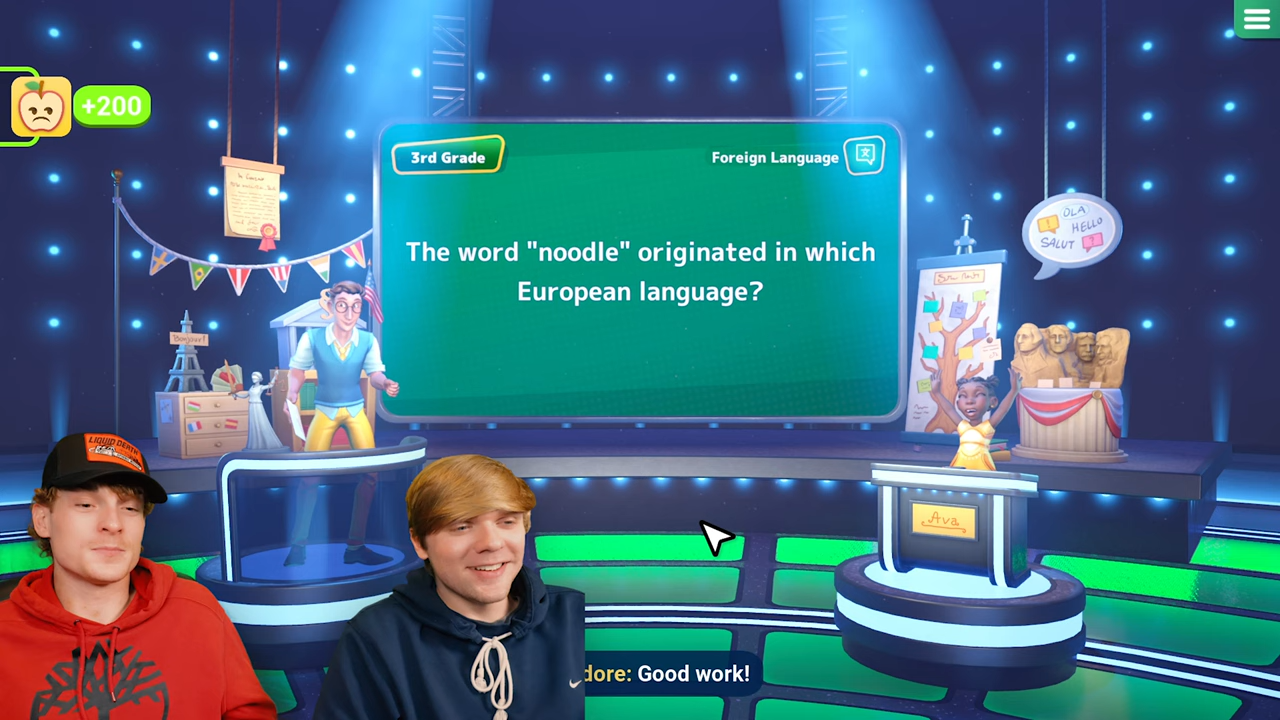 +200
3rd Grade
Foreign Language
The word "noodle" originated in which
European language?
OLA
HELLO
SALUT
Bonjour!
LIQUID DEATH
Ava
dore: Good work!